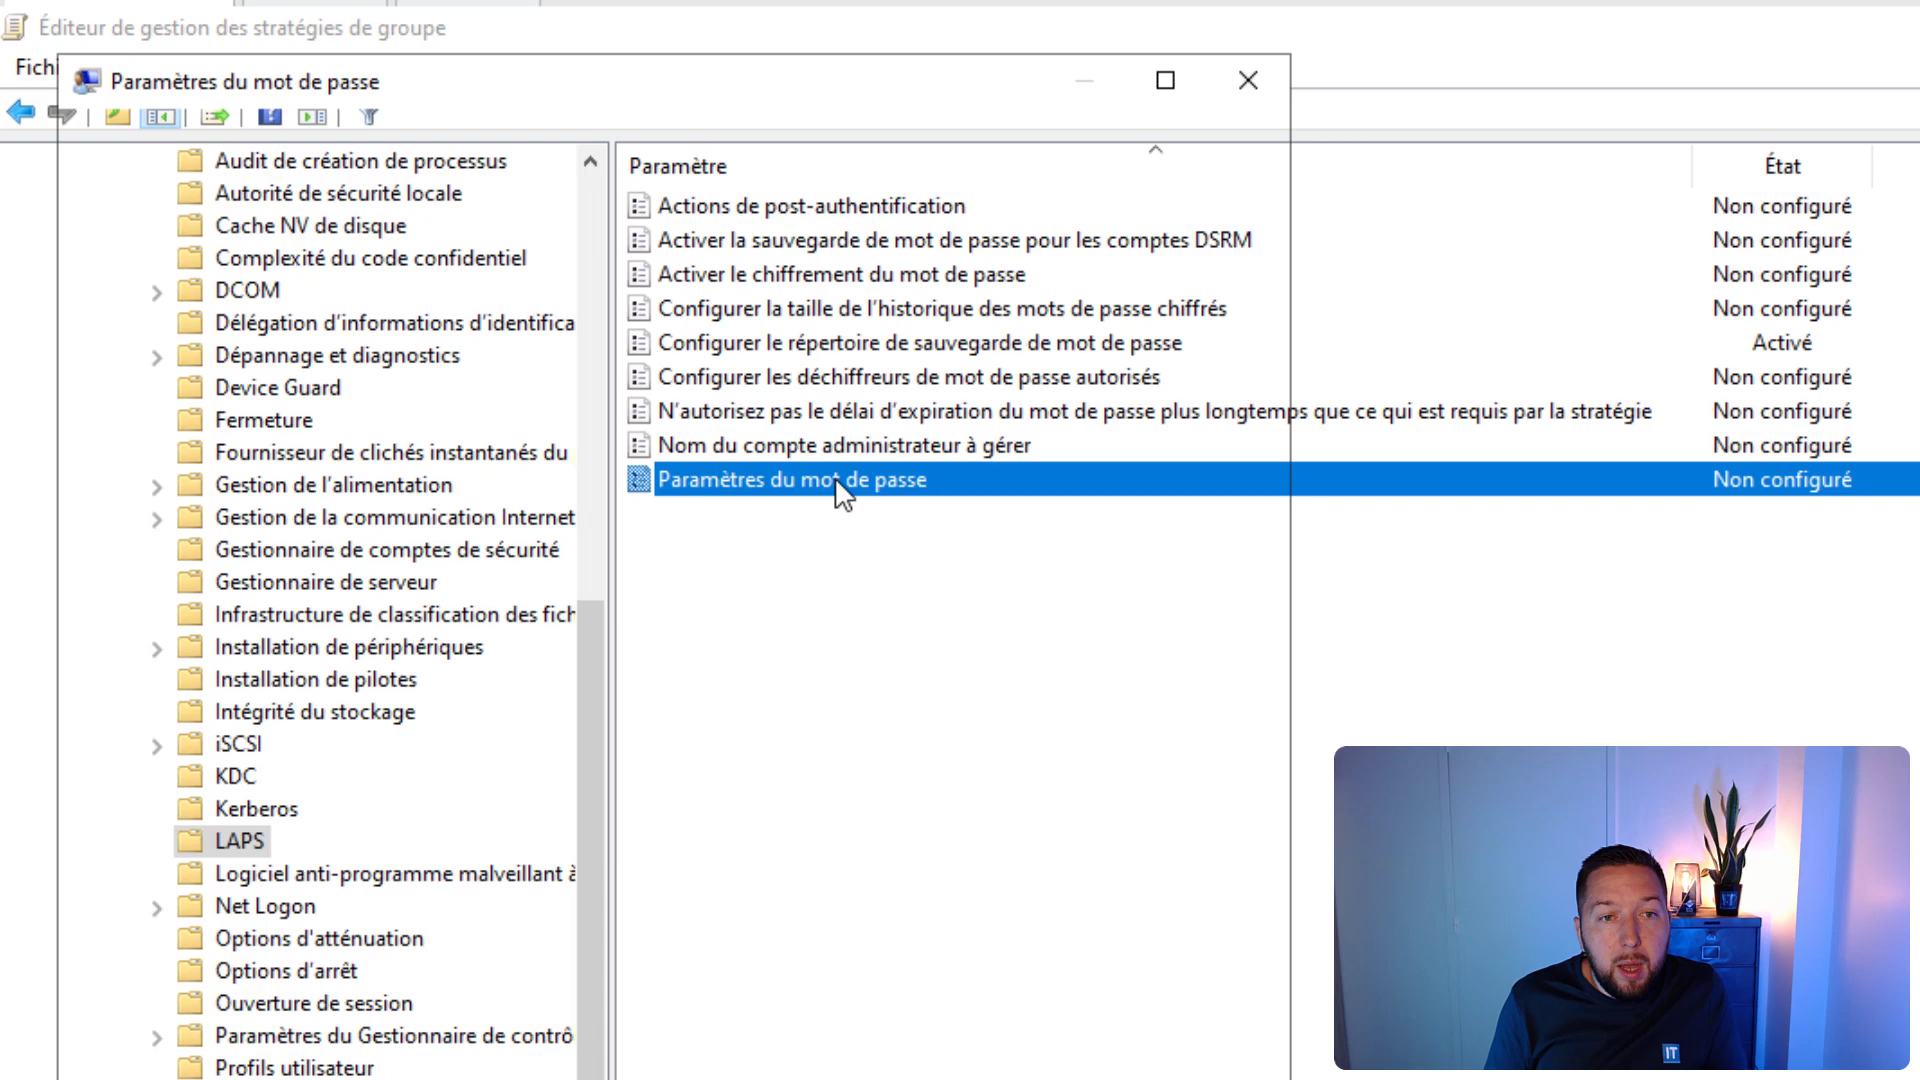 Éditeur de gestion des stratégies de groupe
Fichi
Paramètres du mot de passe
Audit de création de processus
Autorité de sécurité locale
Cache NV de disque
Complexité du code confidentiel
DCOM
Délégation d'informations d'identifica
Dépannage et diagnostics
Device Guard
Fermeture
Fournisseur de clichés instantanés du
Gestion de l'alimentation
Gestion de la communication Internet
Gestionnaire de comptes de sécurité
Gestionnaire de serveur
Infrastructure de classification des fich
Installation de périphériques
Installation de pilotes
Intégrité du stockage
iSCSI
KDC
Kerberos
LAPS
Logiciel anti-programme malveillant à
Net Logon
Options d'atténuation
Options d'arrêt
Ouverture de session
Paramètres du Gestionnaire de contrô
Profils utilisateur
Paramètre État
Actions de post-authentification Non configuré
Activer la sauvegarde de mot de passe pour les comptes DSRM Non configuré
Activer le chiffrement du mot de passe Non configuré
Configurer la taille de l'historique des mots de passe chiffrés Non configuré
Configurer le répertoire de sauvegarde de mot de passe Activé
Configurer les déchiffreurs de mot de passe autorisés Non configuré
N'autorisez pas le délai d'expiration du mot de passe plus longtemps que ce qui est requis par la stratégie Non configuré
Nom du compte administrateur à gérer Non configuré
Paramètres du mot de passe Non configuré
IT